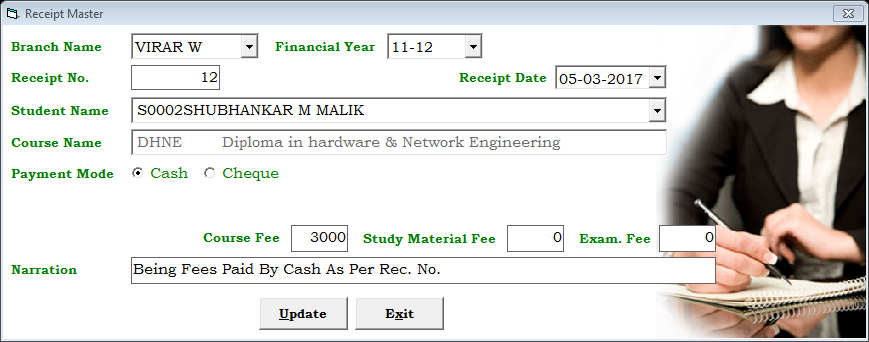 Receipt Master
Branch Name VIRAR W Financial Year 11-12
Receipt No. 12 Receipt Date 05-03-2017
Student Name S0002SHUBHANKAR M MALIK
Course Name DHNE Diploma in hardware & Network Engineering
Payment Mode Cash Cheque
Course Fee 3000 Study Material Fee 0 Exam. Fee 0
Narration Being Fees Paid By Cash As Per Rec. No.
Update Exit